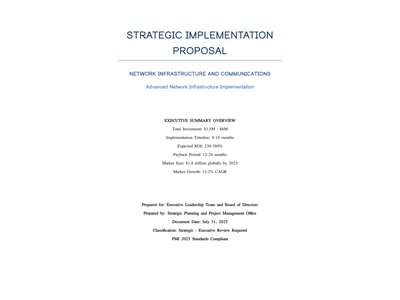 STRATEGIC IMPLEMENTATION
PROPOSAL
NETWORK INFRASTRUCTURE AND COMMUNICATIONS
Advanced Network Infrastructure Implementation
EXECUTIVE SUMMARY OVERVIEW
Total Investment: $1.5M - $6M
Implementation Timeline: 6-16 months
Expected ROI: 230-380%
Payback Period: 12-20 months
Market Size: $1.8 trillion globally by 2025
Market Growth: 11.2% CAGR
Prepared for: Executive Leadership Team and Board of Directors
Prepared by: Strategic Planning and Project Management Office
Document Date: July 31, 2025
Classification: Strategic - Executive Review Required
PMI 2025 Standards Compliant